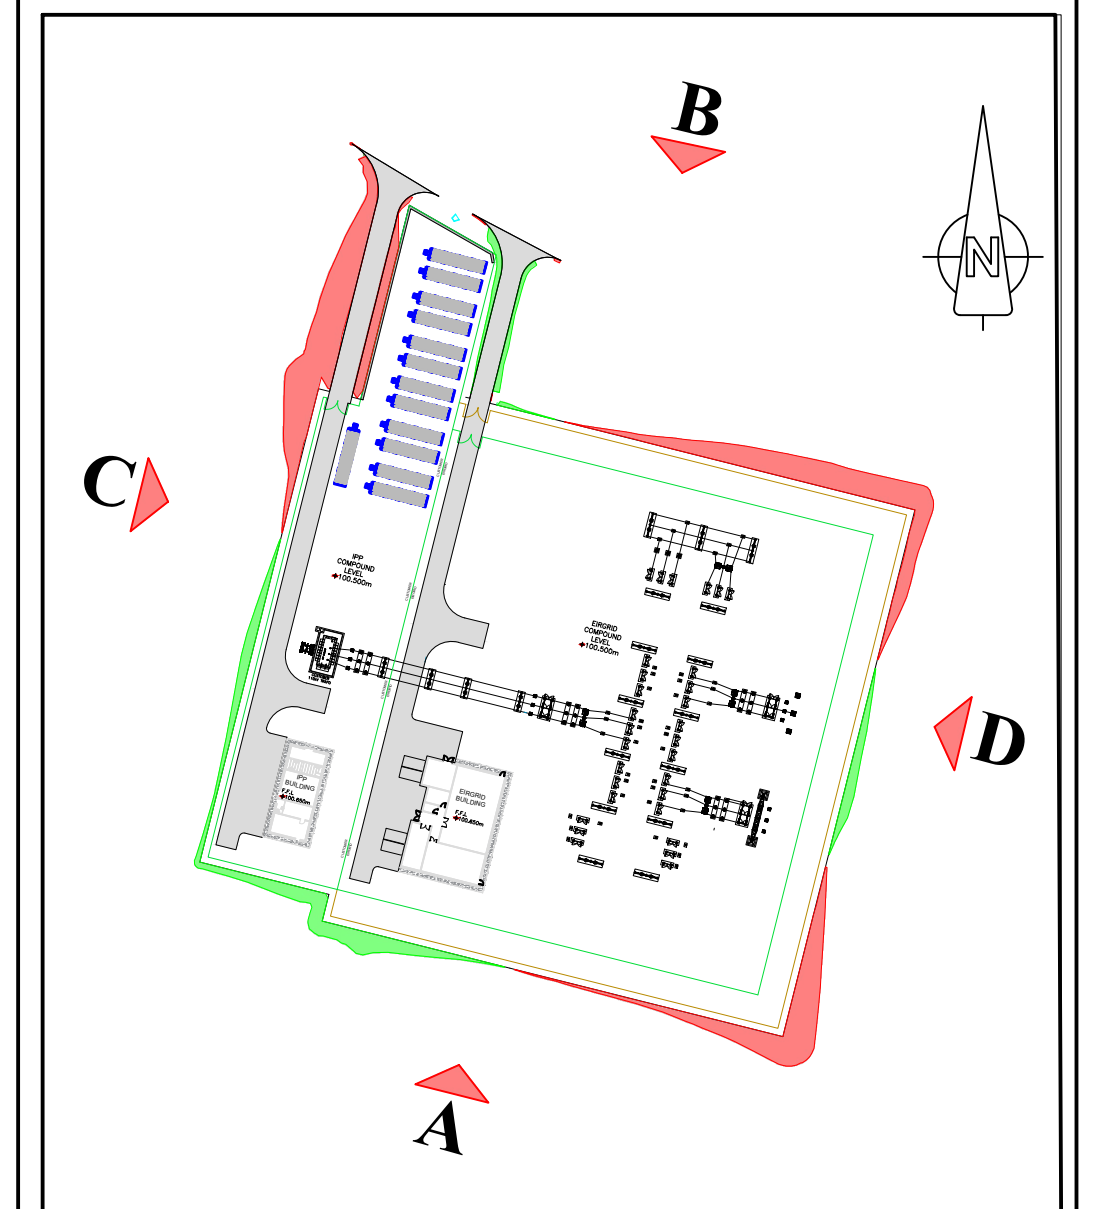 B
N
C
IPP
COMPOUND
LEVEL
100.500m
EIRGRID
COMPOUND
LEVEL
100.500m
D
IPP
BUILDING
F.F.L
100.650m
EIRGRID
BUILDING
F.F.L
100.650m
A